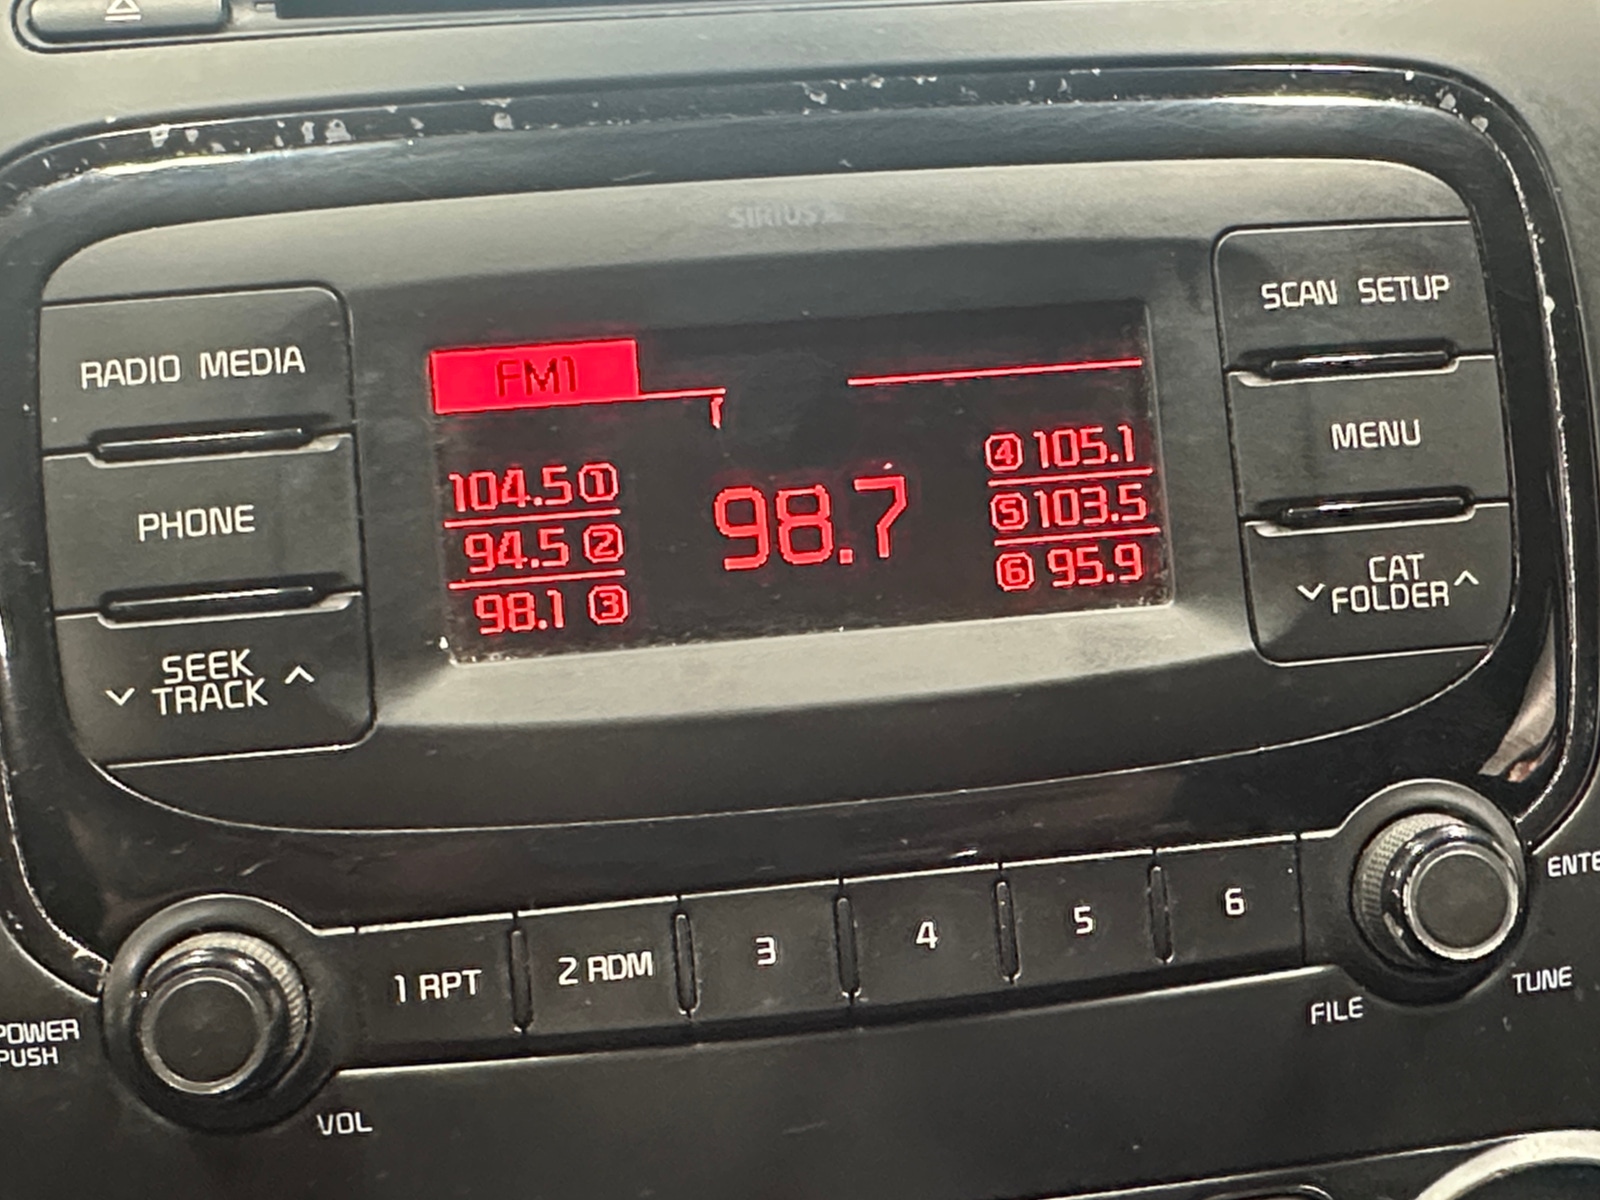 SIRIUS
RADIO MEDIA
PHONE
SEEK
TRACK
FM1
104.5 1
94.5 2
98.1 3
98.7
4 105.1
5 103.5
6 95.9
SCAN SETUP
MENU
CAT
FOLDER
POWER
PUSH
VOL
1 RPT
2 RDM
3
4
5
6
FILE
TUNE
ENTE